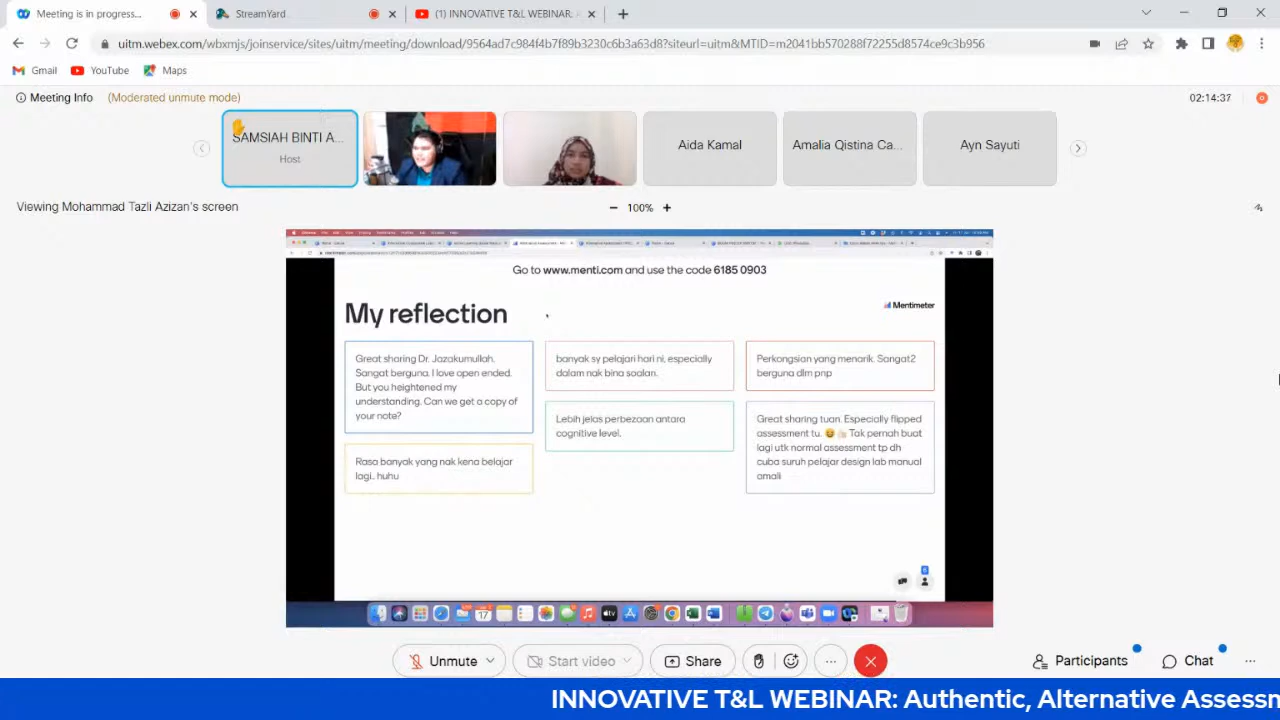 Meeting is in progress...
StreamYard
(1) INNOVATIVE T&L WEBINAR:
uitm.webex.com/wbxmjs/joinservice/sites/uitm/meeting/download/9564ad7c984f4b7f89b3230c6b3a63d8?siteurl=uitm&MTID=m2041bb570288f72255d8574ce9c3b956
Gmail
YouTube
Maps
Meeting Info
(Moderated unmute mode)
02:14:37
SAMSIAH BINTI A...
Host
Aida Kamal
Amalia Qistina Ca...
Ayn Sayuti
Viewing Mohammad Tazli Azizan's screen
100%
Go to www.menti.com and use the code 6185 0903
My reflection
Mentimeter
Great sharing Dr. Jazakumullah.
Sangat berguna. I love open ended.
But you heightened my
understanding. Can we get a copy of
your note?
Rasa banyak yang nak kena belajar
lagi.. huhu
banyak sy pelajari hari ni, especially
dalam nak bina soalan.
Lebih jelas perbezaan antara
cognitive level.
Perkongsian yang menarik. Sangat2
berguna dlm pnp
Great sharing tuan. Especially flipped
assessment tu. 😆👍🏻 Tak pernah buat
lagi utk normal assessment tp dh
cuba suruh pelajar design lab manual
amali
6
17
Unmute
Start video
Share
Participants
Chat
INNOVATIVE T&L WEBINAR: Authentic, Alternative Assessm